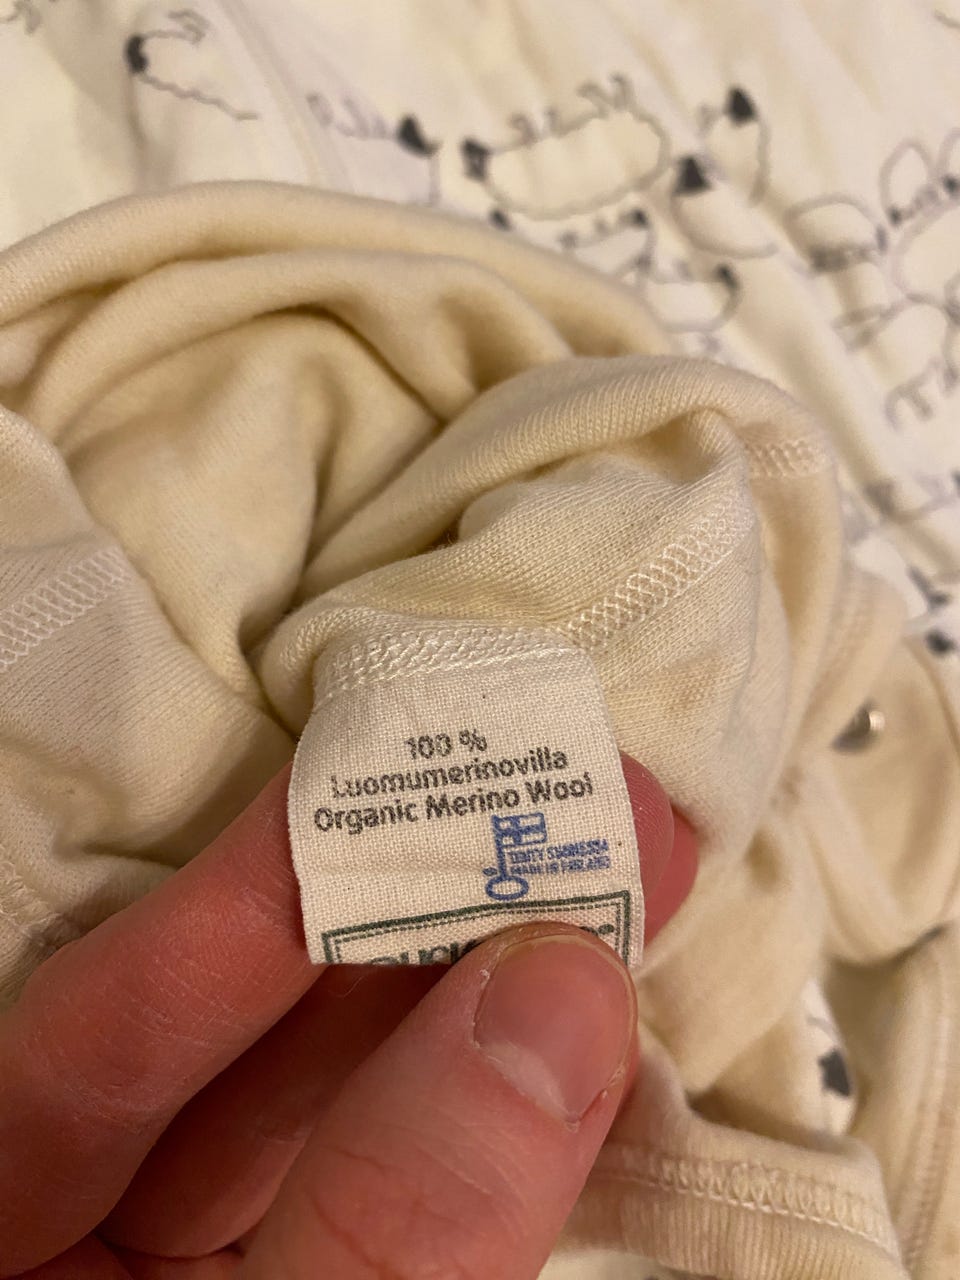 100 %
Luomumerinovilla
Organic Merino Wool
TEHTY SUOMESSA
MADE IN FINLAND